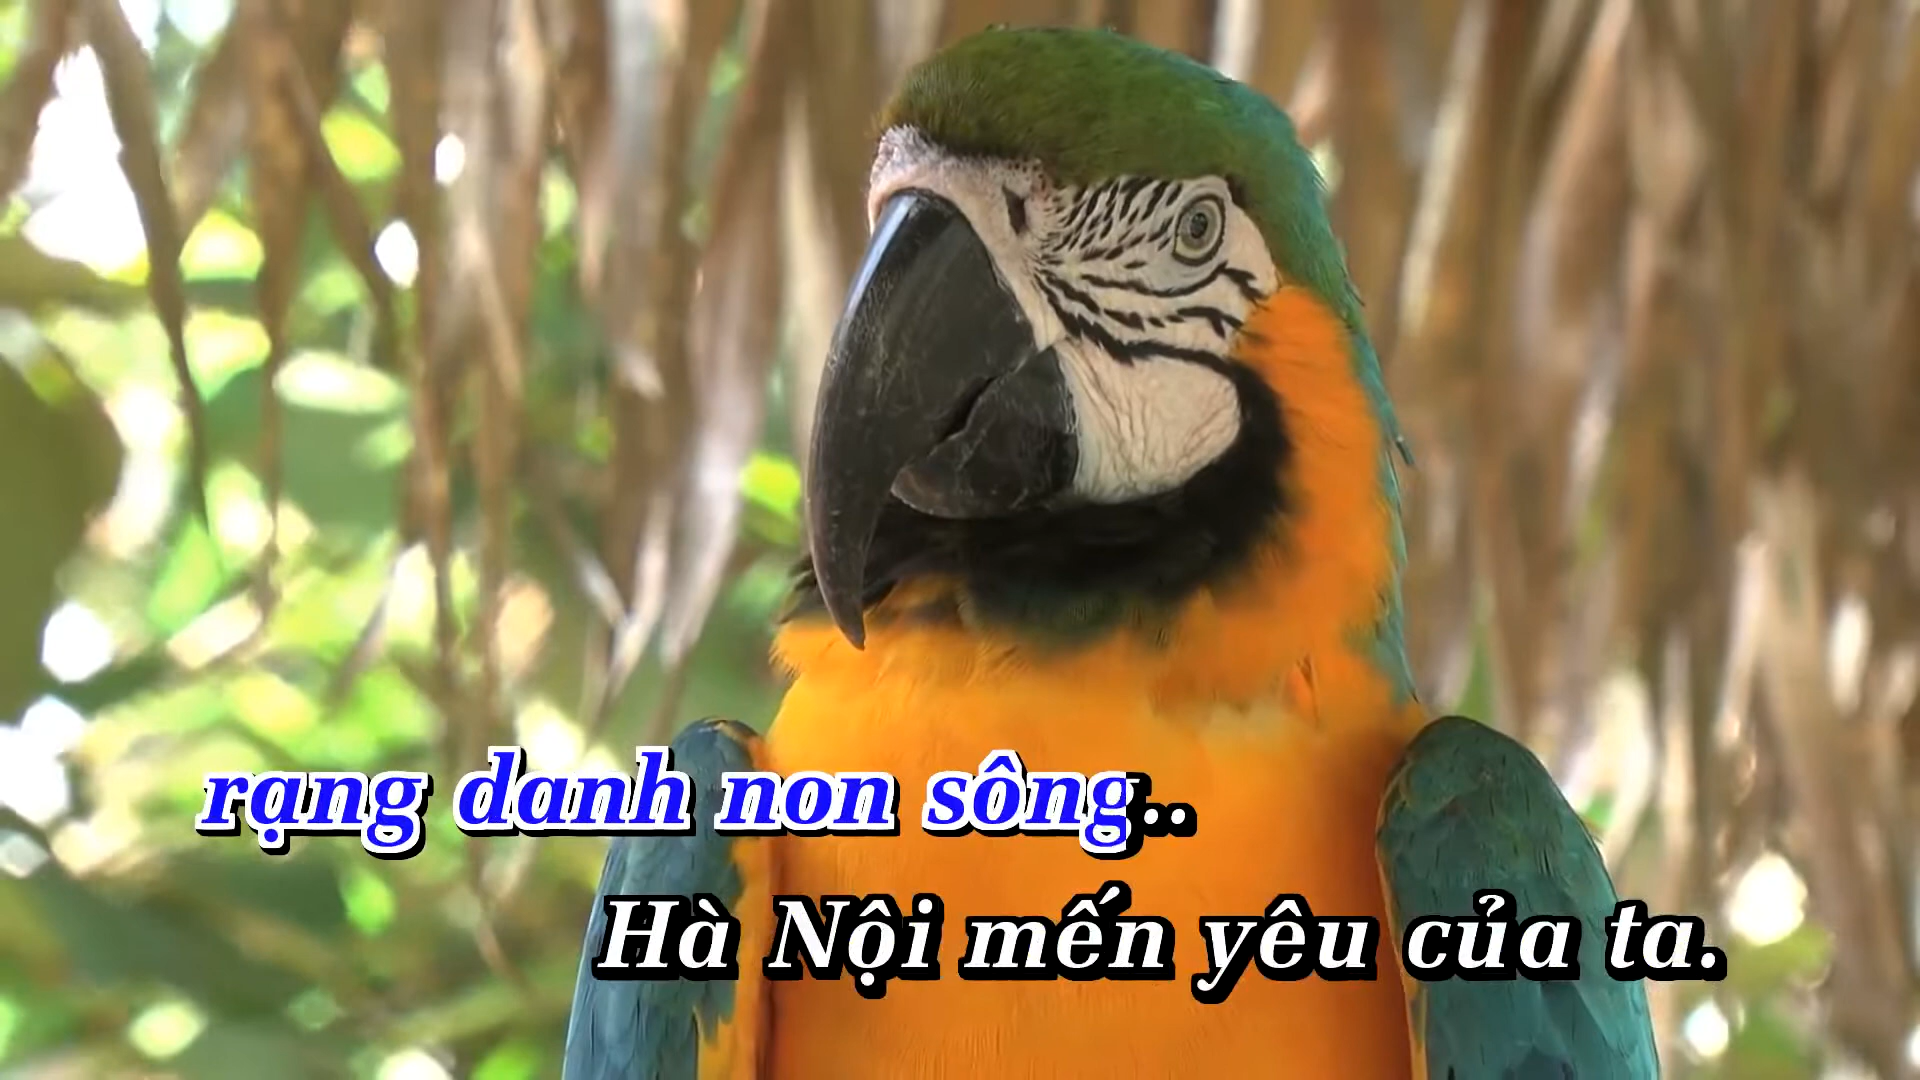 rạng danh non sông..
Hà Nội mến yêu của ta.